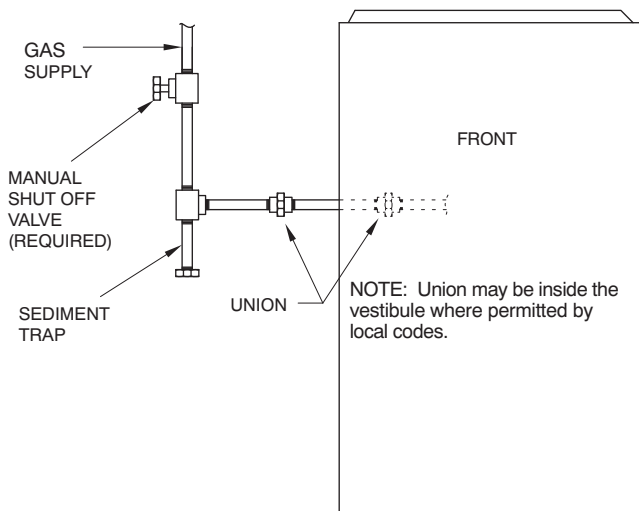 GAS
SUPPLY
FRONT
MANUAL
SHUT OFF
VALVE
(REQUIRED)
SEDIMENT
TRAP
UNION
NOTE: Union may be inside the
vestibule where permitted by
local codes.